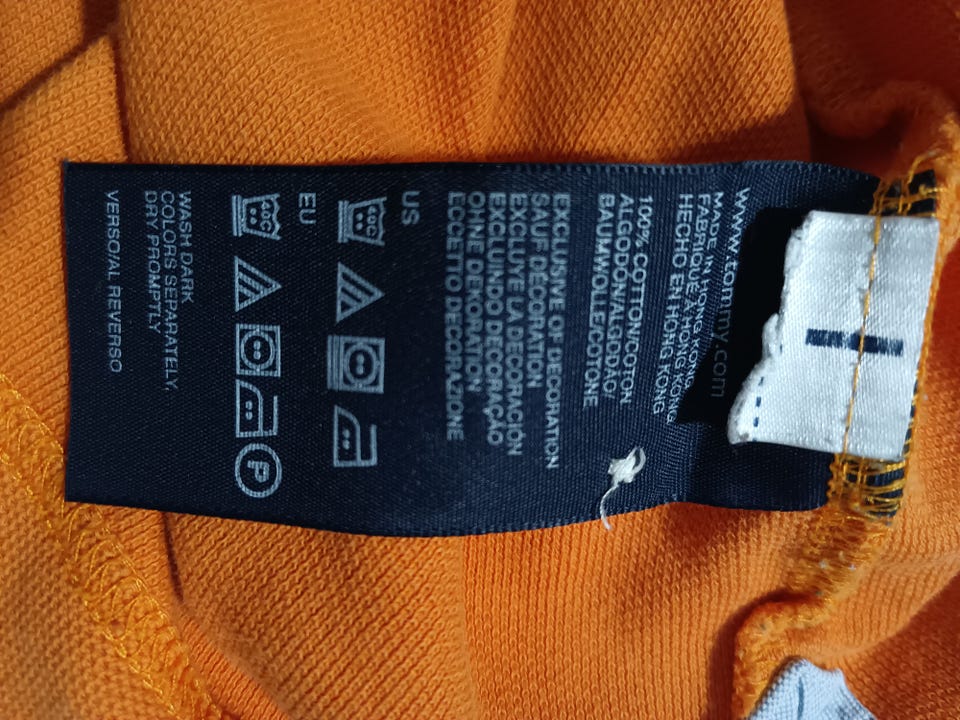 www.tommy.com
MADE IN HONG KONG
FABRIQUÉ À HONG KONG
HECHO EN HONG KONG
100% COTTON/COTON
ALGODÓN/ALGODÃO
BAUMWOLLE/COTONE
EXCLUSIVE OF DECORATION
SAUF DÉCORATION
EXCLUYE LA DECORACIÓN
EXCLUINDO DECORAÇÃO
OHNE DEKORATION
ECCETTO DECORAZIONE
US
EU
P
WASH DARK
COLORS SEPARATELY.
DRY PROMPTLY
VERSO/AL REVERSO